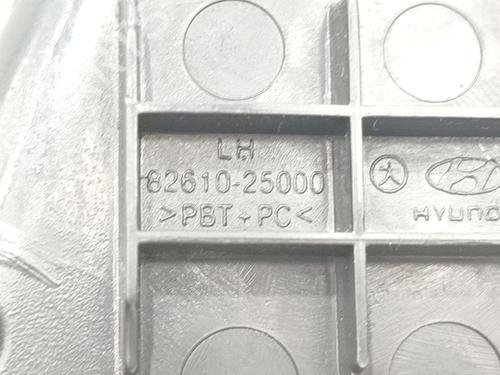 LH
82610-25000
>PBT+PC<
HYUND